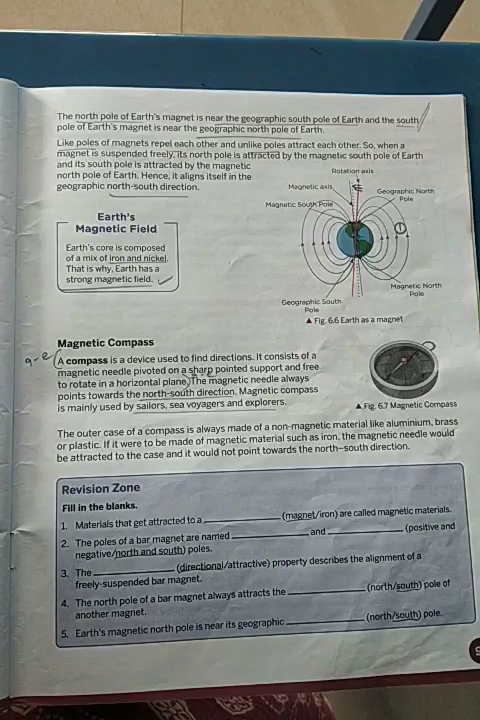 The north pole of Earth's magnet is near the geographic south pole of Earth and the south
pole of Earth's magnet is near the geographic north pole of Earth.
Like poles of magnets repel each other and unlike poles attract each other. So, when a
magnet is suspended freely, its north pole is attracted by the magnetic south pole of Earth
and its south pole is attracted by the magnetic
north pole of Earth. Hence, it aligns itself in the
geographic north-south direction.
Rotation axis
Magnetic axis
Geographic North
Pole
Magnetic South Pole
Magnetic North
Pole
Geographic South
Pole
▲ Fig. 6.6 Earth as a magnet
Earth's
Magnetic Field
Earth's core is composed
of a mix of iron and nickel.
That is why, Earth has a
strong magnetic field.
Magnetic Compass
A compass is a device used to find directions. It consists of a
magnetic needle pivoted on a sharp pointed support and free
to rotate in a horizontal plane. The magnetic needle always
points towards the north-south direction. Magnetic compass
is mainly used by sailors, sea voyagers and explorers.
▲ Fig. 6.7 Magnetic Compass
The outer case of a compass is always made of a non-magnetic material like aluminium, brass
or plastic. If it were to be made of magnetic material such as iron, the magnetic needle would
be attracted to the case and it would not point towards the north–south direction.
Revision Zone
Fill in the blanks.
1. Materials that get attracted to a ____________ (magnet/iron) are called magnetic materials.
2. The poles of a bar magnet are named ____________ and ____________ (positive and
negative/north and south) poles.
3. The ____________ (directional/attractive) property describes the alignment of a
freely-suspended bar magnet.
4. The north pole of a bar magnet always attracts the ____________ (north/south) pole of
another magnet.
5. Earth's magnetic north pole is near its geographic ____________ (north/south) pole.